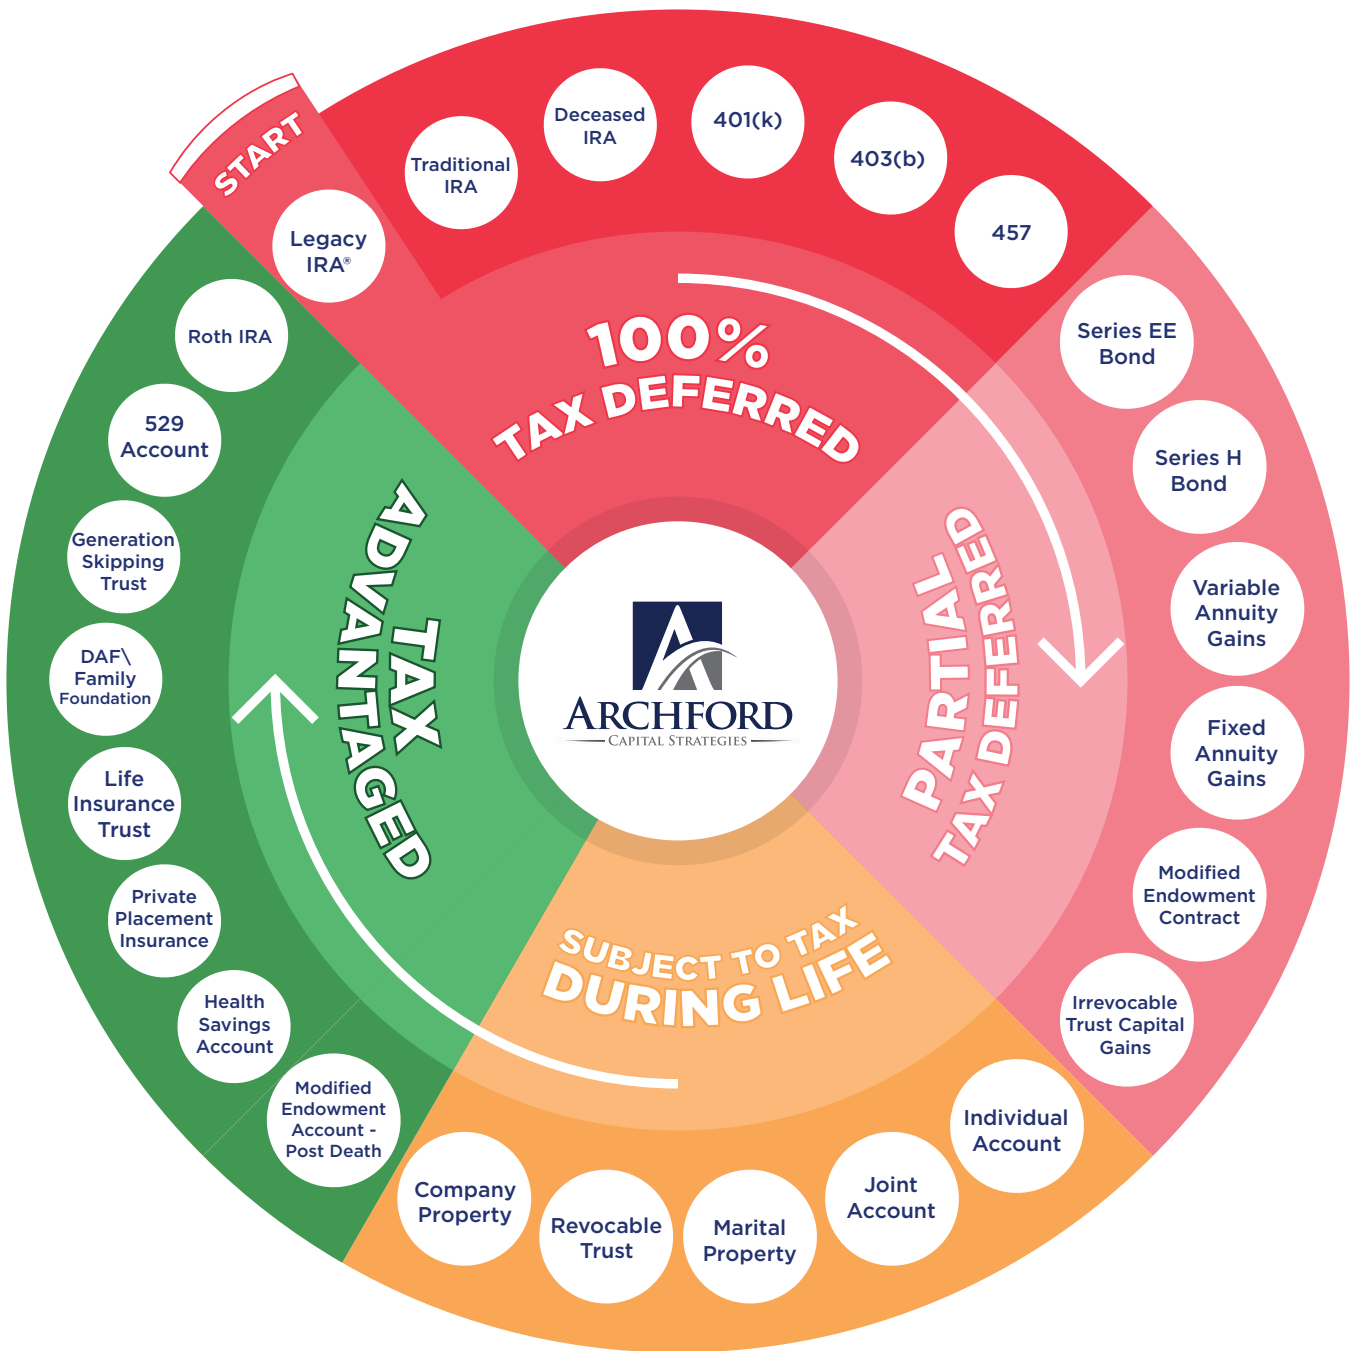 START
Legacy
IRA®
Traditional
IRA
Deceased
IRA
401(k)
403(b)
457
100%
TAX DEFERRED
Series EE
Bond
Series H
Bond
Variable
Annuity
Gains
Fixed
Annuity
Gains
Modified
Endowment
Contract
Irrevocable
Trust Capital
Gains
PARTIAL
TAX DEFERRED
Individual
Account
Joint
Account
Marital
Property
Revocable
Trust
Company
Property
SUBJECT TO TAX
DURING LIFE
Modified
Endowment
Account -
Post Death
Health
Savings
Account
Private
Placement
Insurance
Life
Insurance
Trust
DAF\
Family
Foundation
Generation
Skipping
Trust
529
Account
Roth IRA
TAX
ADVANTAGED
ARCHFORD
CAPITAL STRATEGIES